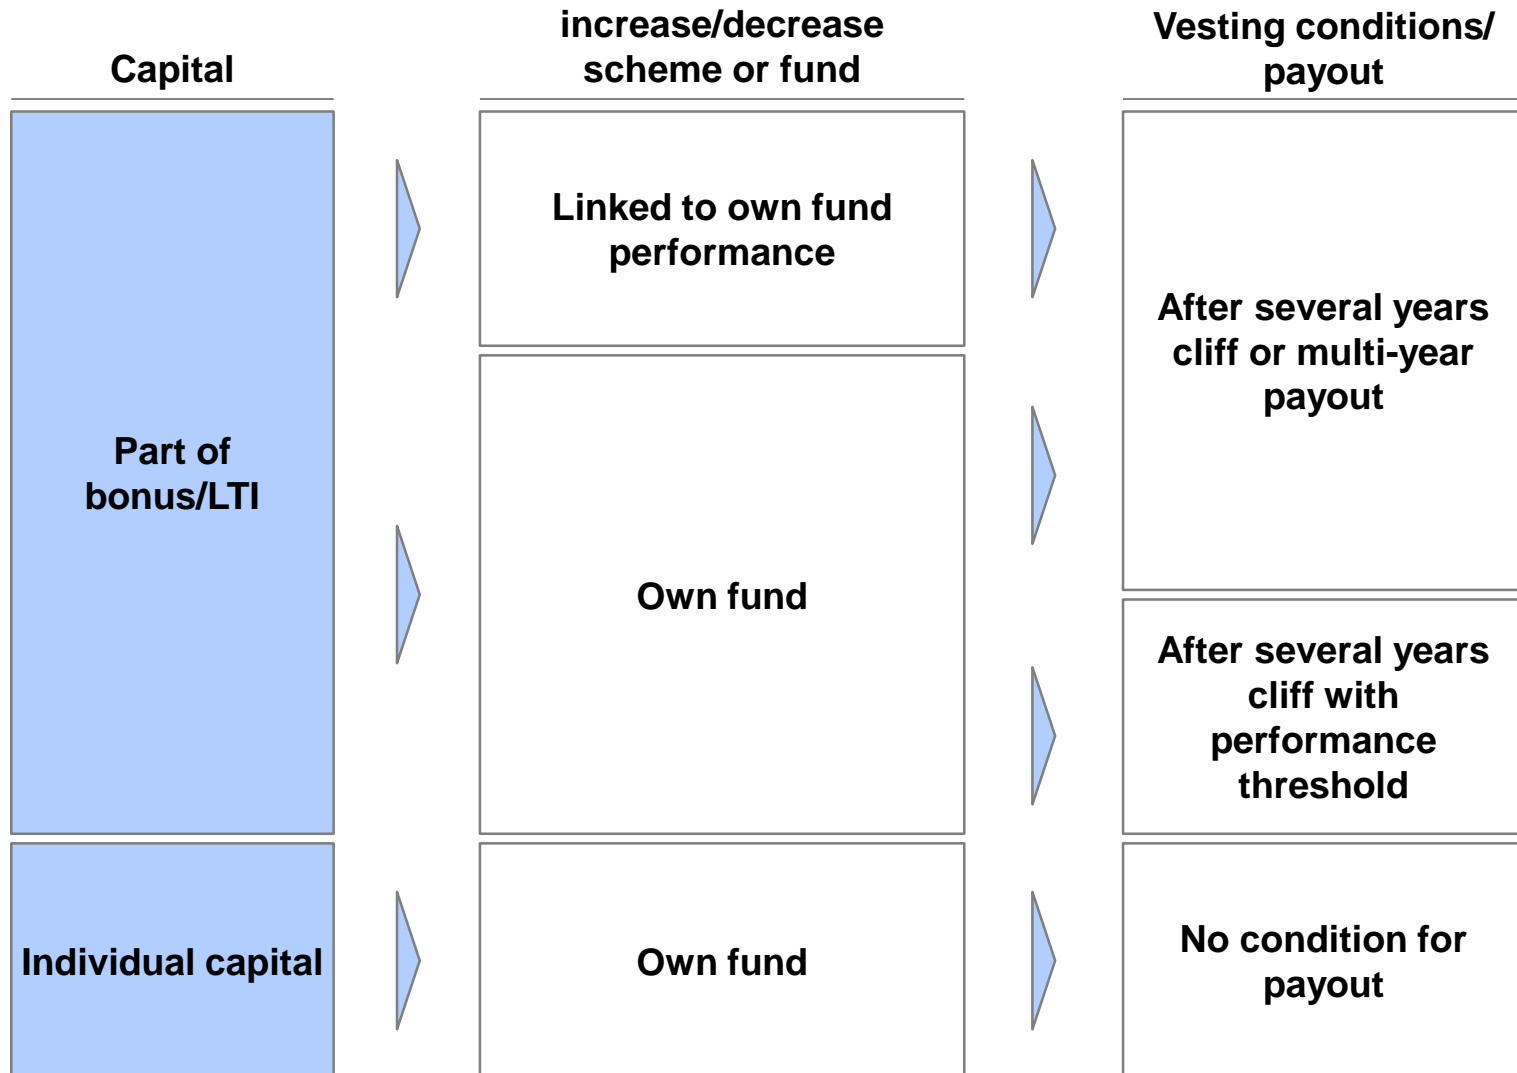 Capital
increase/decrease
scheme or fund
Vesting conditions/
payout
Part of
bonus/LTI
Linked to own fund
performance
After several years
cliff or multi-year
payout
Own fund
After several years
cliff with
performance
threshold
Individual capital
Own fund
No condition for
payout